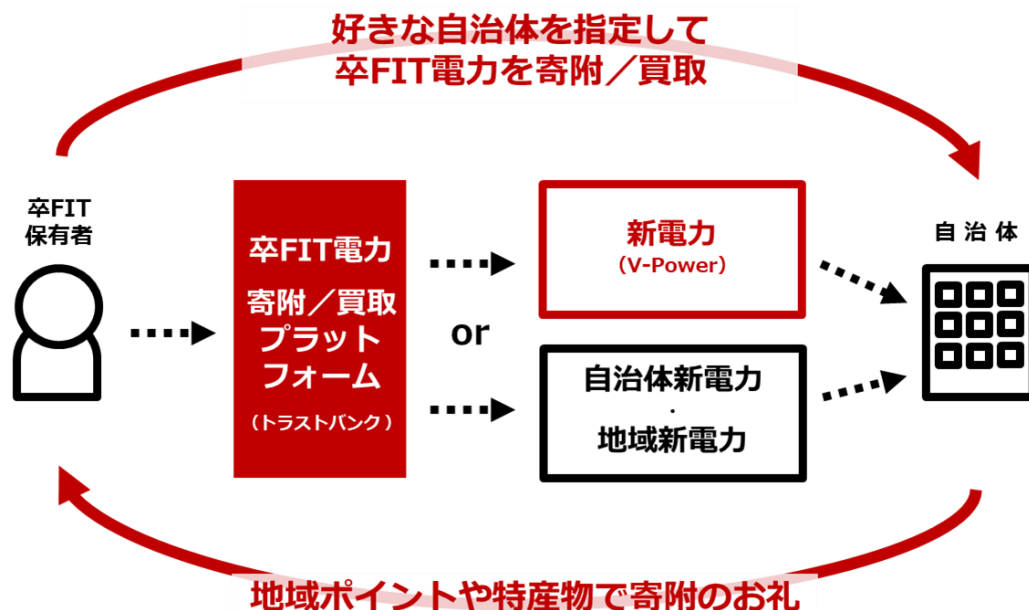 好きな自治体を指定して
卒FIT電力を寄附／買取
卒FIT
保有者
卒FIT電力
寄附／買取
プラット
フォーム
（トラストバンク）
or
新電力
（V-Power）
自治体新電力
・
地域新電力
自治体
地域ポイントや特産物で寄附のお礼